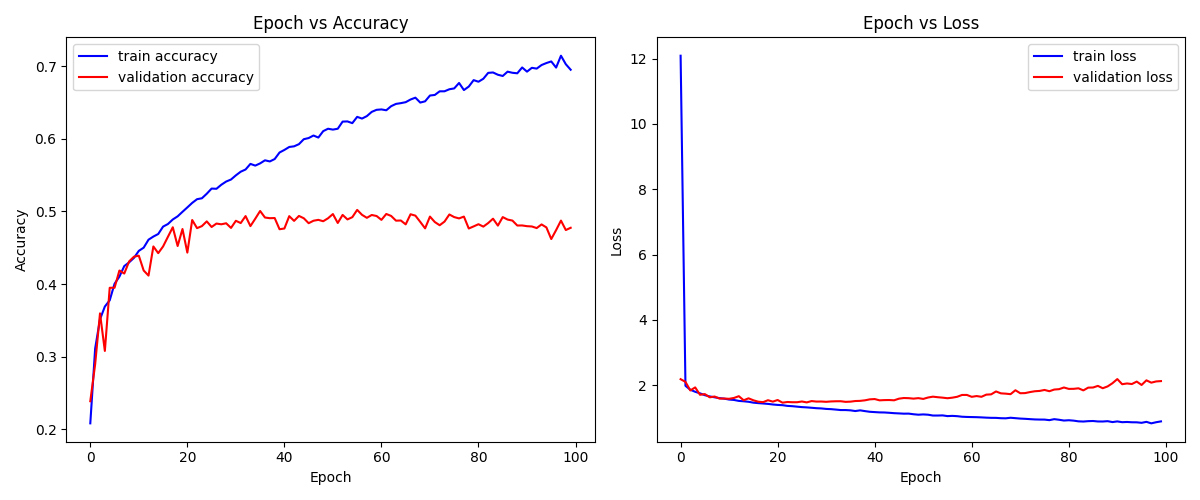 Epoch vs Accuracy
train accuracy
validation accuracy
0.7
0.6
0.5
0.4
0.3
0.2
Accuracy
0 20 40 60 80 100
Epoch
Epoch vs Loss
train loss
validation loss
12
10
8
6
4
2
Loss
0 20 40 60 80 100
Epoch